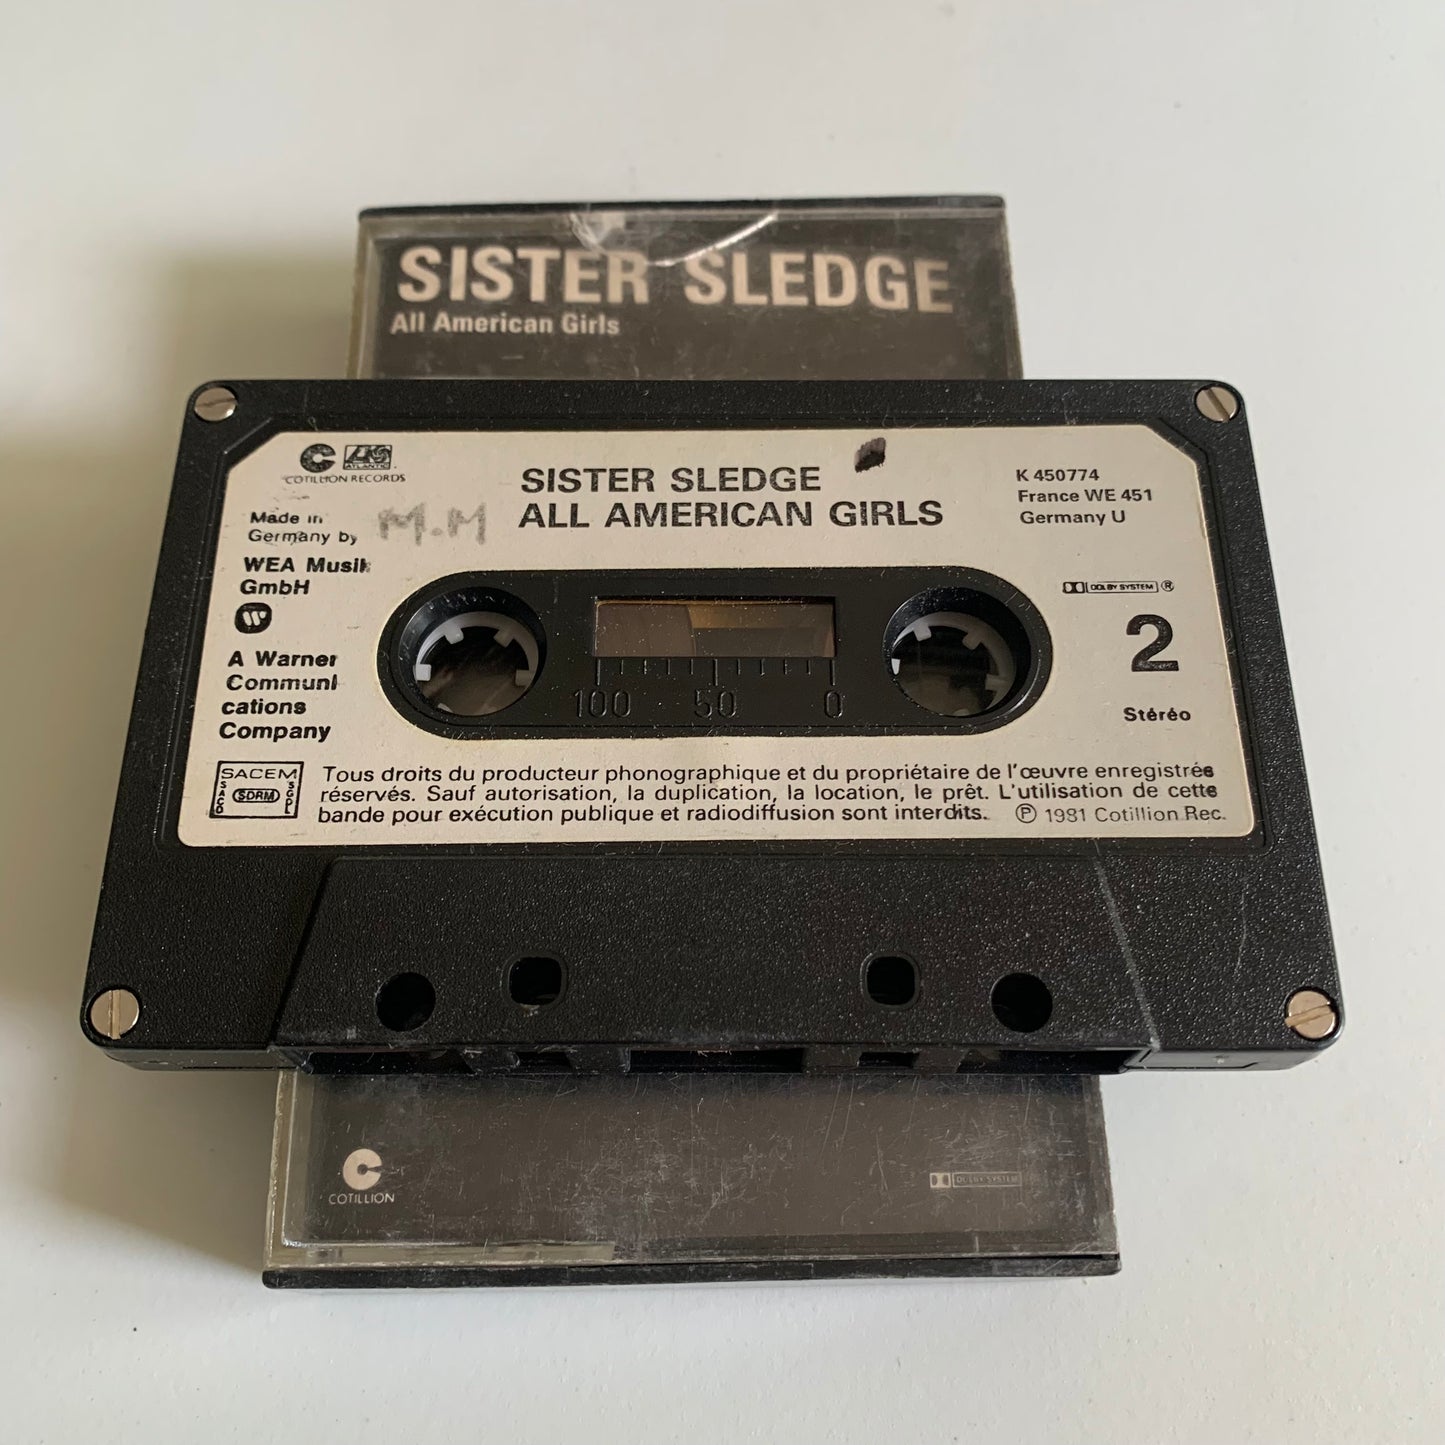 SISTER SLEDGE
All American Girls
COTILLION RECORDS
ATLANTIC
SISTER SLEDGE
ALL AMERICAN GIRLS
K 450774
France WE 451
Germany U
Made in
Germany by
M.M
WEA Musik
GmbH
A Warner
Communi
cations
Company
DOLBY SYSTEM ®
2
Stéréo
100 50 0
SACEM
SACD
SDRM
SGDL
Tous droits du producteur phonographique et du propriétaire de l'œuvre enregistrée
réservés. Sauf autorisation, la duplication, la location, le prêt. L'utilisation de cette
bande pour exécution publique et radiodiffusion sont interdits. ℗ 1981 Cotillion Rec.
COTILLION
DOLBY SYSTEM